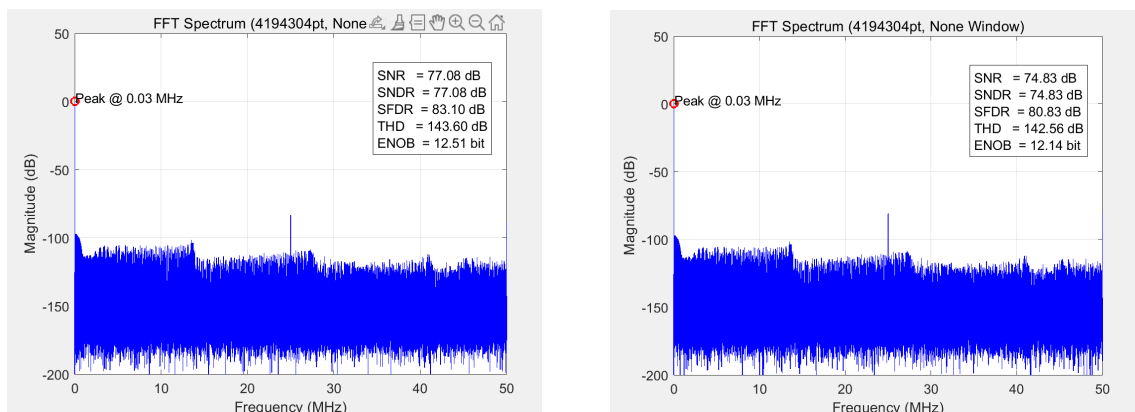 FFT Spectrum (4194304pt, None
50
0
-50
-100
-150
-200
Magnitude (dB)
Peak @ 0.03 MHz
SNR = 77.08 dB
SNDR = 77.08 dB
SFDR = 83.10 dB
THD = 143.60 dB
ENOB = 12.51 bit
0
10
20
30
40
50
Frequency (MHz)
FFT Spectrum (4194304pt, None Window)
50
0
-50
-100
-150
-200
Magnitude (dB)
Peak @ 0.03 MHz
SNR = 74.83 dB
SNDR = 74.83 dB
SFDR = 80.83 dB
THD = 142.56 dB
ENOB = 12.14 bit
0
10
20
30
40
50
Frequency (MHz)